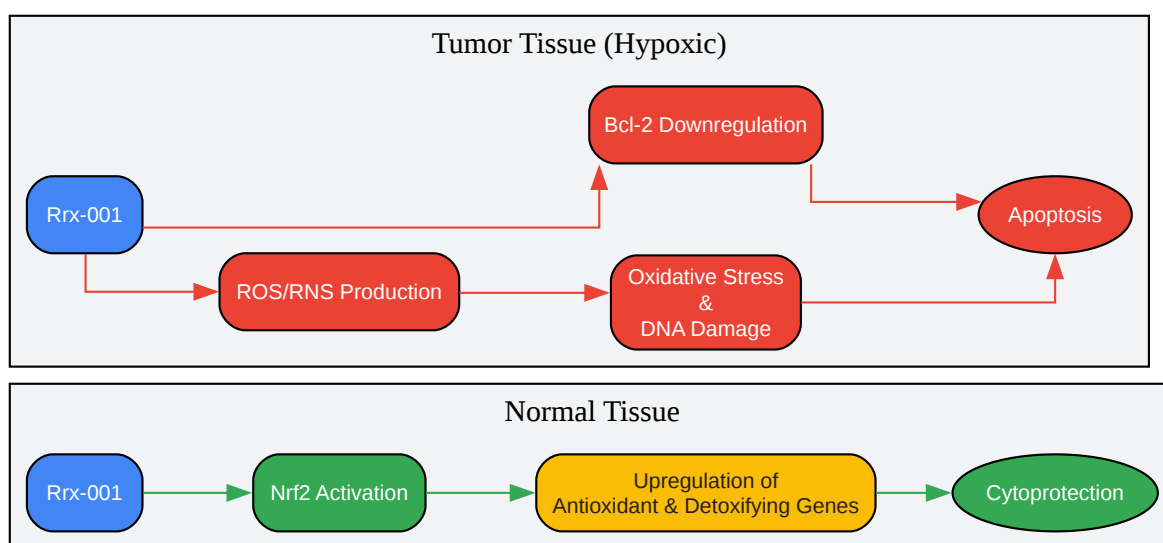 Tumor Tissue (Hypoxic)
Bcl-2 Downregulation
Rrx-001
Apoptosis
ROS/RNS Production
Oxidative Stress
&
DNA Damage
Normal Tissue
Rrx-001
Nrf2 Activation
Upregulation of
Antioxidant & Detoxifying Genes
Cytoprotection